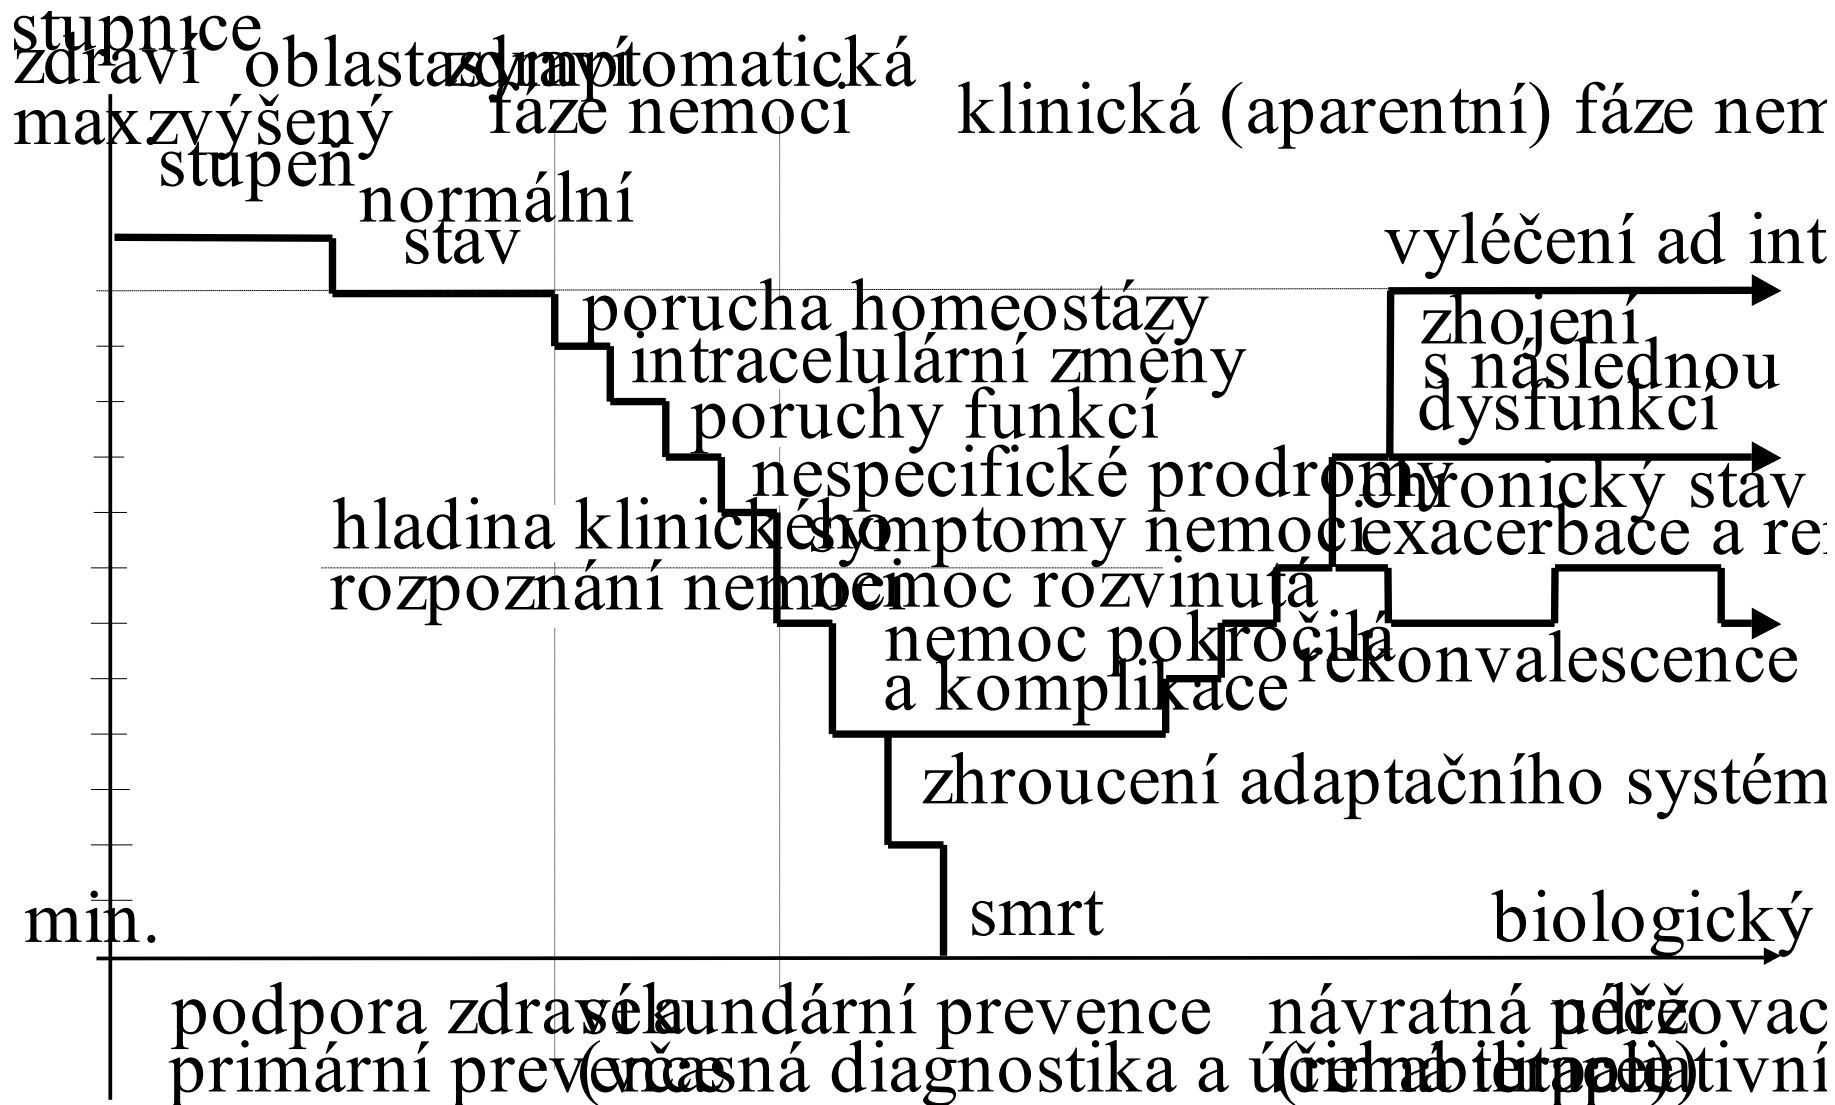 stupnice
zdraví
oblast zdraví
asymptomatická
fáze nemoci
klinická (aparentní) fáze nem
max.
zvýšený
stupeň
normální
stav
vyléčení ad int
porucha homeostázy
zhojení
s následnou
dysfunkcí
intracelulární změny
poruchy funkcí
nespecifické prodromy
chronický stav
hladina klinického
rozpoznání nemoci
symptomy nemoci
exacerbace a re
nemoc rozvinutá
nemoc pokročilá
a komplikace
rekonvalescence
zhroucení adaptačního systém
min.
smrt
biologický
podpora zdraví a
primární prevence
sekundární prevence
(včasná diagnostika a účinná terapie)
návratná péče
(rehabilitace)
udržovac
paliativní